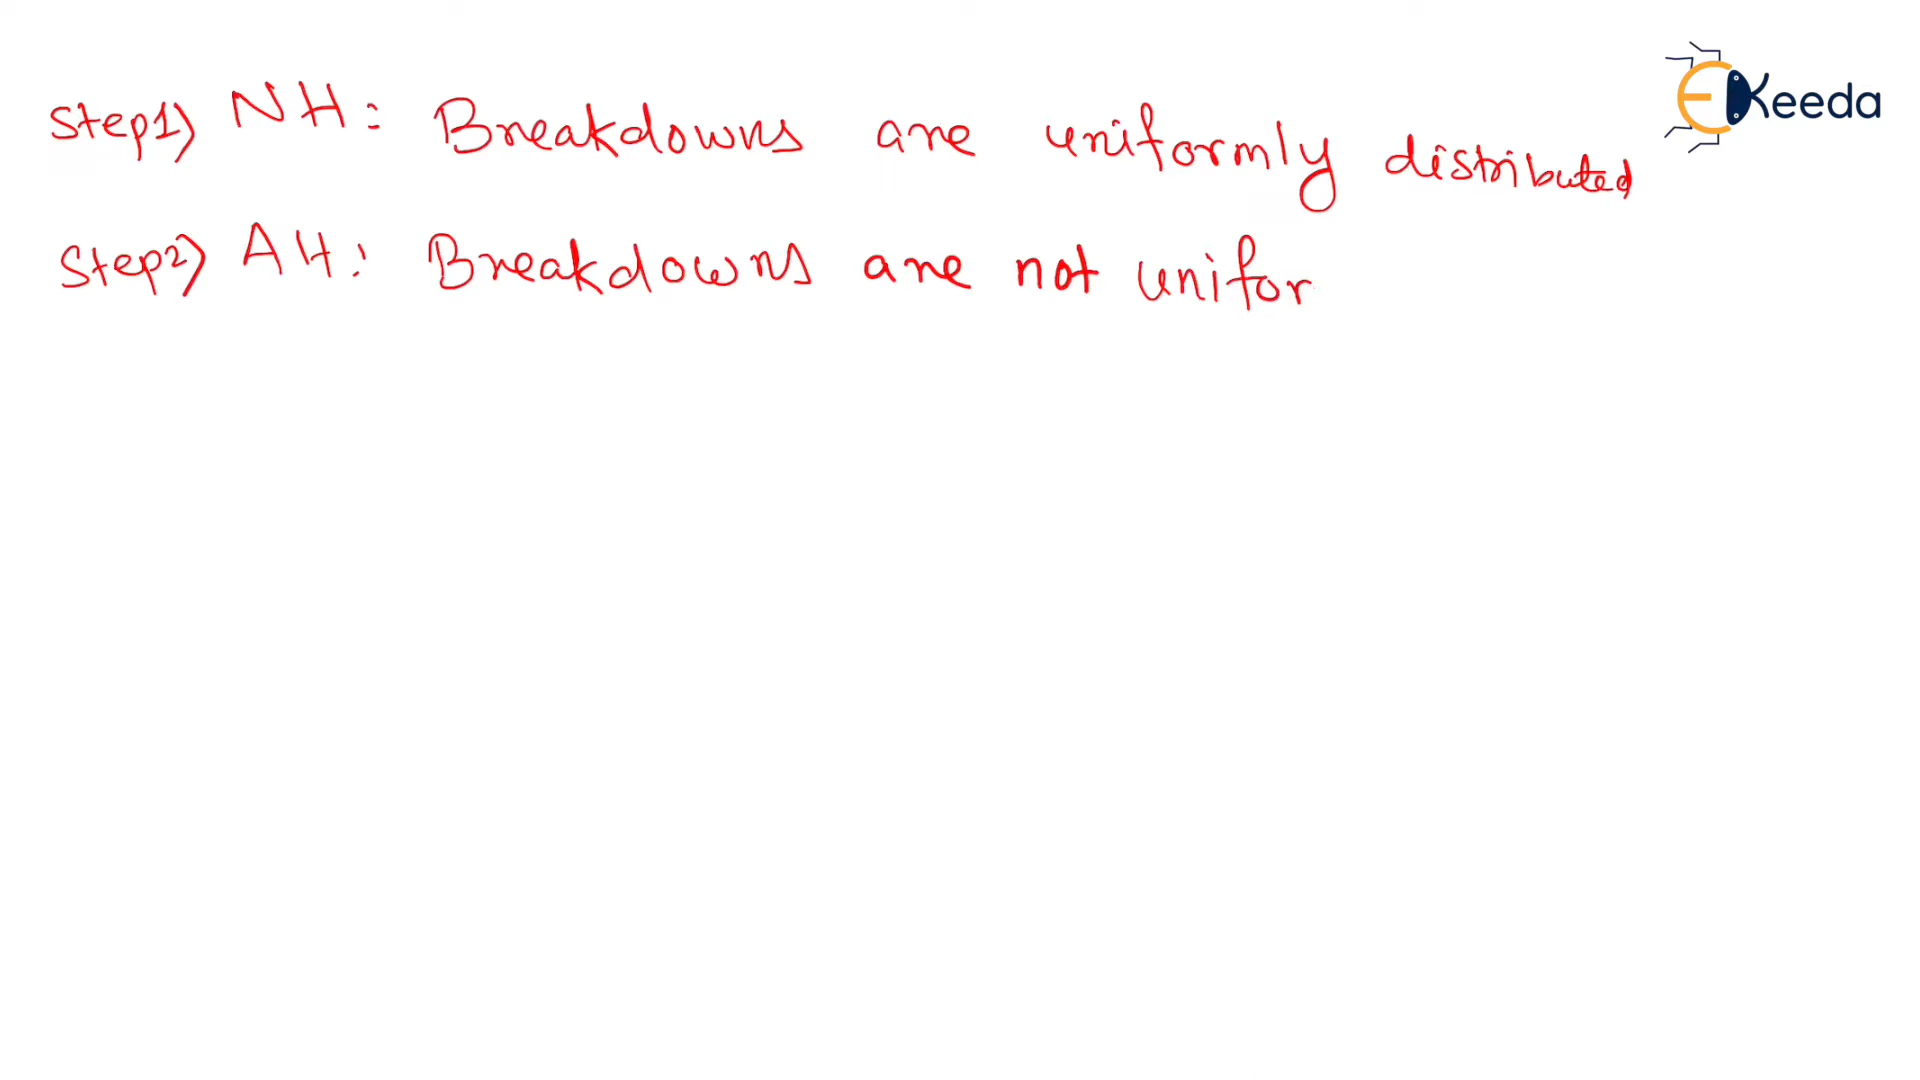 Step1) NH: Breakdowns are uniformly distributed
Step2) AH: Breakdowns are not unifor
EKeeda